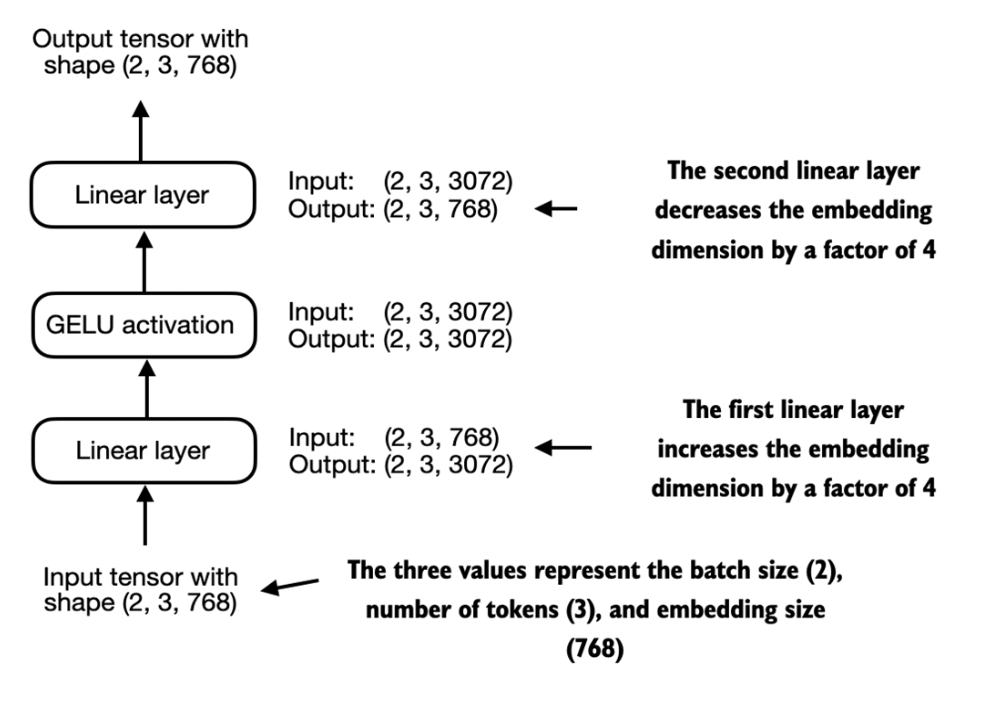 Output tensor with
shape (2, 3, 768)
Linear layer
Input: (2, 3, 3072)
Output: (2, 3, 768)
The second linear layer
decreases the embedding
dimension by a factor of 4
GELU activation
Input: (2, 3, 3072)
Output: (2, 3, 3072)
Linear layer
Input: (2, 3, 768)
Output: (2, 3, 3072)
The first linear layer
increases the embedding
dimension by a factor of 4
Input tensor with
shape (2, 3, 768)
The three values represent the batch size (2),
number of tokens (3), and embedding size
(768)